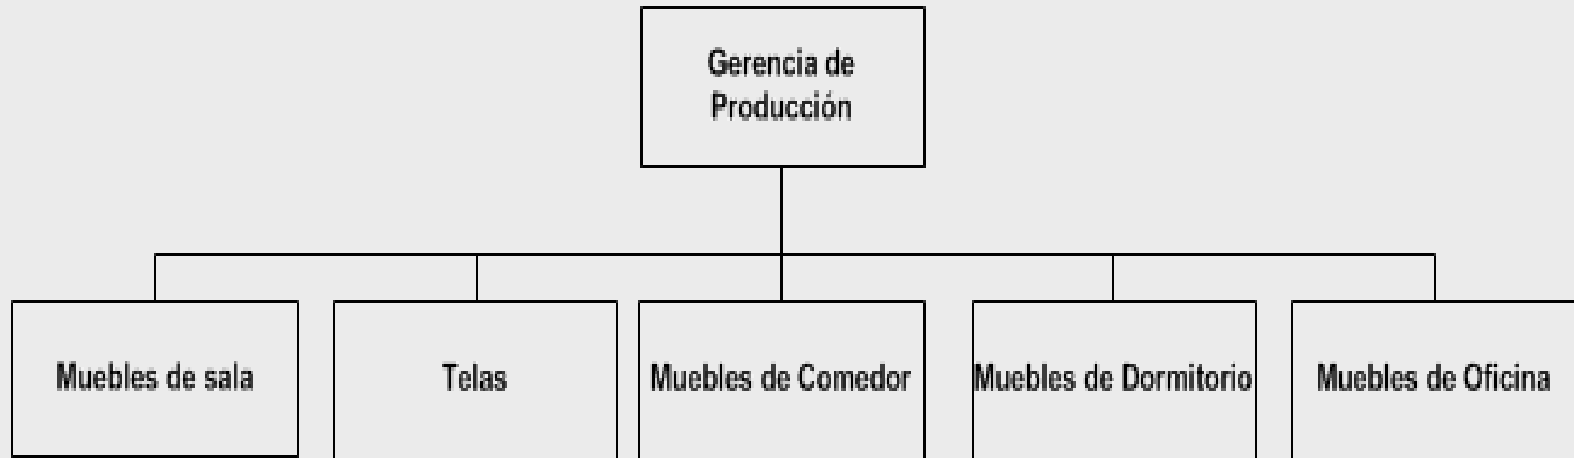 Gerencia de
Producción
Muebles de sala
Telas
Muebles de Comedor
Muebles de Dormitorio
Muebles de Oficina